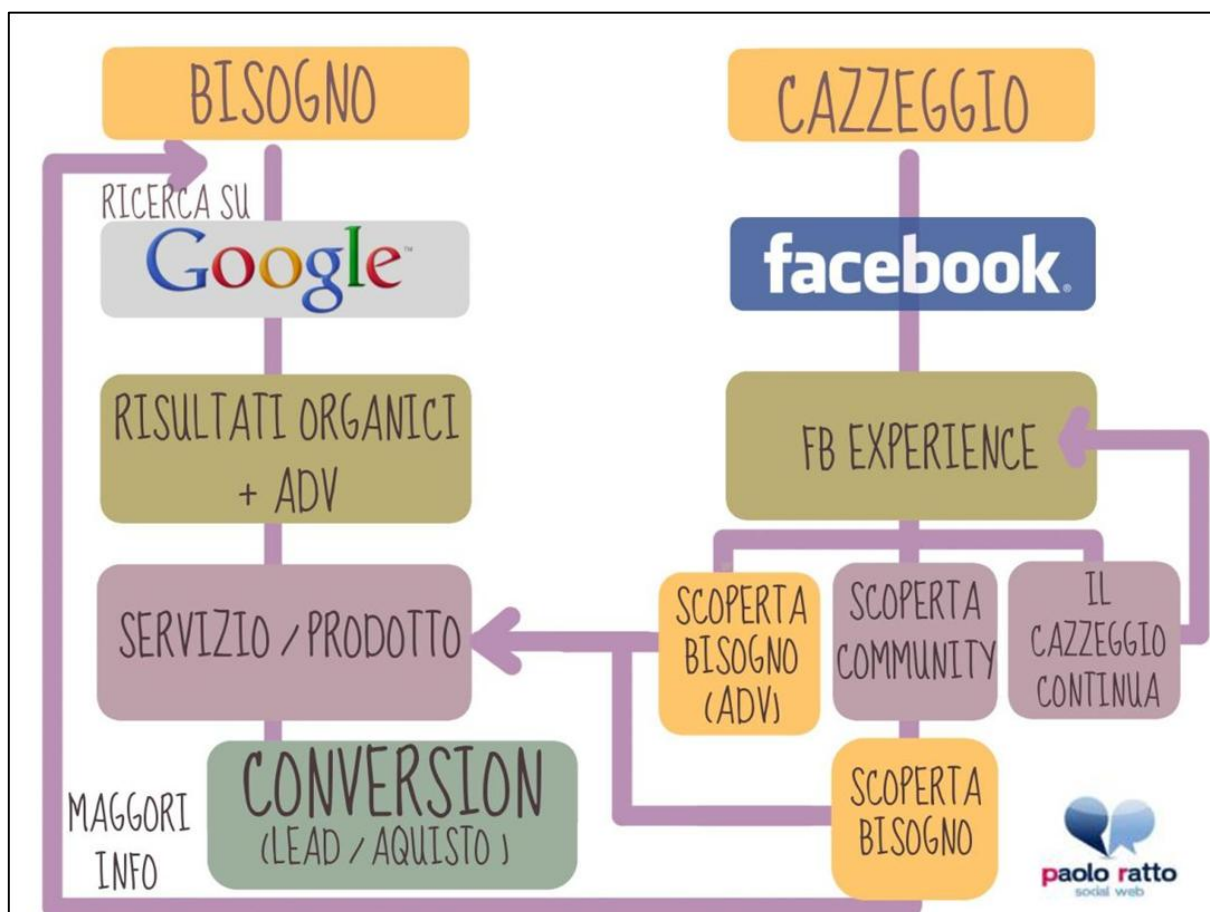 BISOGNO
RICERCA SU
Google™
RISULTATI ORGANICI
+ ADV
SERVIZIO / PRODOTTO
CONVERSION
(LEAD / AQUISTO )
MAGGORI
INFO
CAZZEGGIO
facebook®
FB EXPERIENCE
SCOPERTA
BISOGNO
(ADV)
SCOPERTA
COMMUNITY
IL
CAZZEGGIO
CONTINUA
SCOPERTA
BISOGNO
paolo ratto
social web